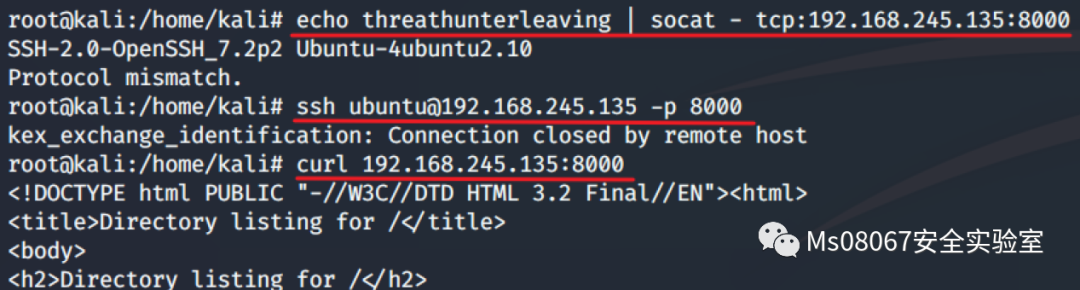 root@kali:/home/kali# echo threathunterleaving | socat - tcp:192.168.245.135:8000
SSH-2.0-OpenSSH_7.2p2 Ubuntu-4ubuntu2.10
Protocol mismatch.
root@kali:/home/kali# ssh ubuntu@192.168.245.135 -p 8000
kex_exchange_identification: Connection closed by remote host
root@kali:/home/kali# curl 192.168.245.135:8000
<!DOCTYPE html PUBLIC "-//W3C//DTD HTML 3.2 Final//EN"><html>
<title>Directory listing for /</title>
<body>
<h2>Directory listing for /</h2>
Ms08067安全实验室